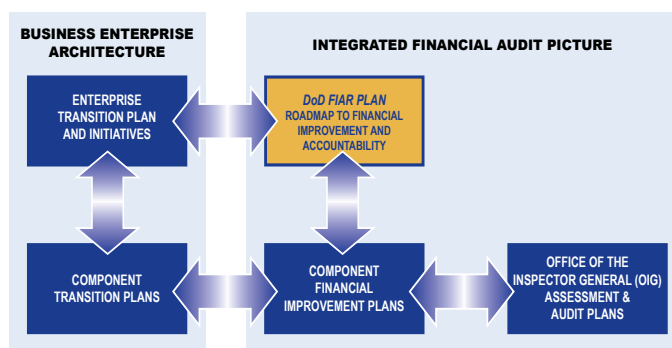 BUSINESS ENTERPRISE
ARCHITECTURE
INTEGRATED FINANCIAL AUDIT PICTURE
ENTERPRISE
TRANSITION PLAN
AND INITIATIVES
DoD FIAR PLAN
ROADMAP TO FINANCIAL
IMPROVEMENT AND
ACCOUNTABILITY
COMPONENT
TRANSITION PLANS
COMPONENT
FINANCIAL
IMPROVEMENT PLANS
OFFICE OF THE
INSPECTOR GENERAL (OIG)
ASSESSMENT &
AUDIT PLANS